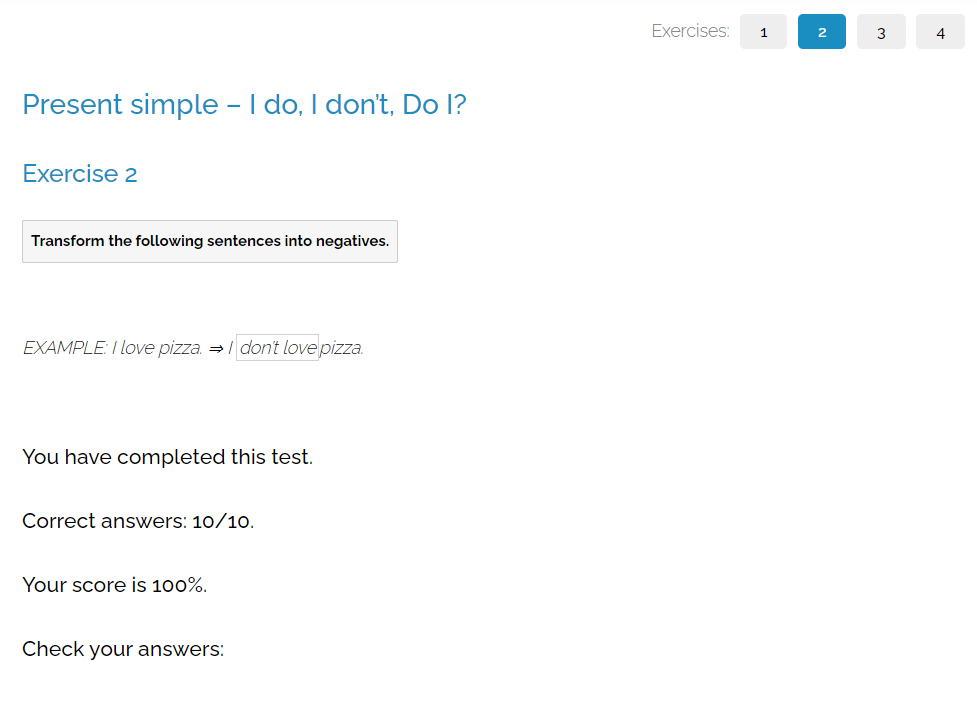 Exercises: 1 2 3 4
Present simple – I do, I don’t, Do I?
Exercise 2
Transform the following sentences into negatives.
EXAMPLE: I love pizza. ⇒ I don't love pizza.
You have completed this test.
Correct answers: 10/10.
Your score is 100%.
Check your answers: